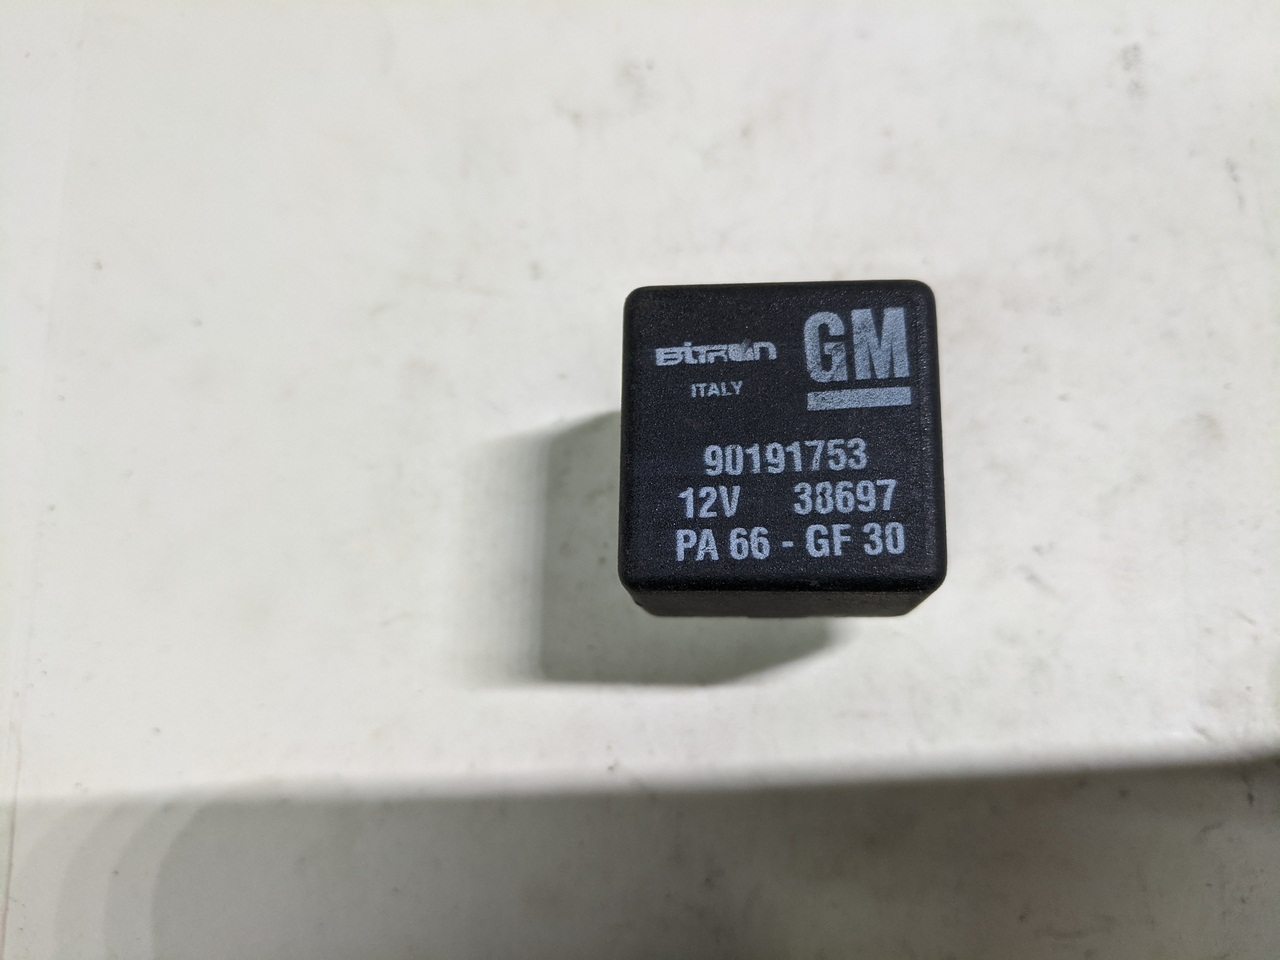 BiTRON
GM
ITALY
90191753
12V 38697
PA 66 - GF 30